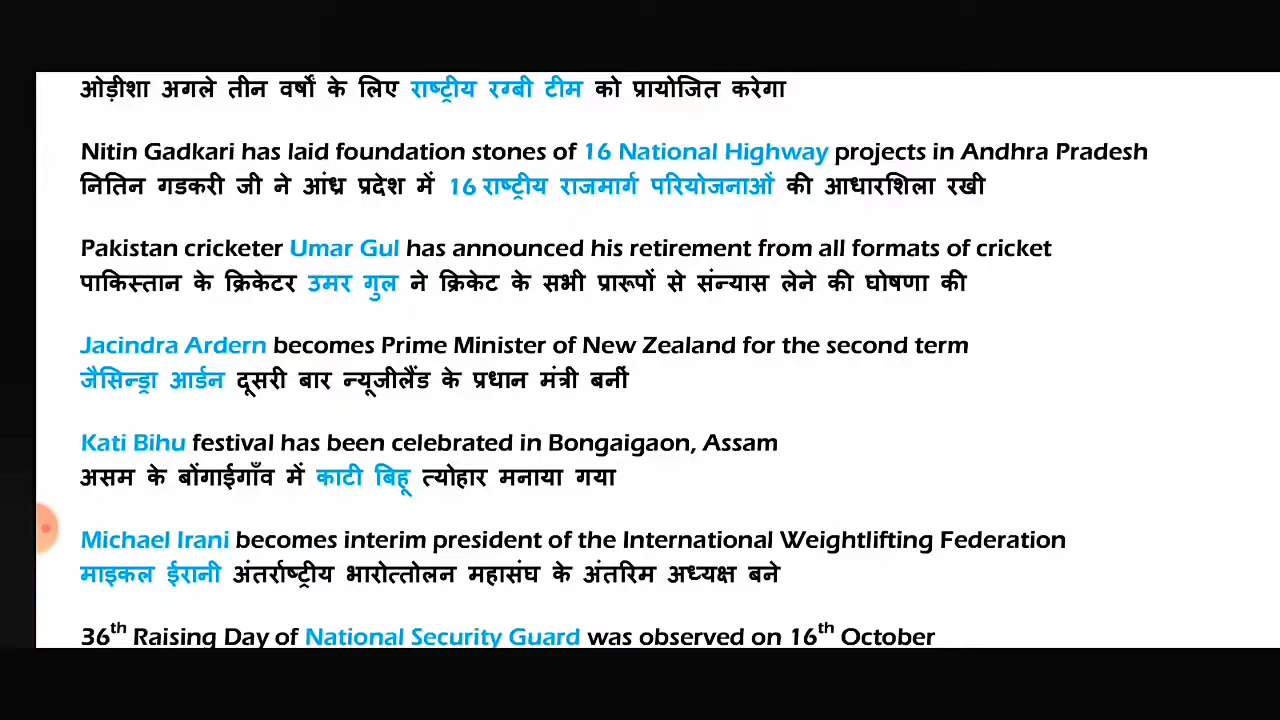 ओड़ीशा अगले तीन वर्षों के लिए राष्ट्रीय रग्बी टीम को प्रायोजित करेगा
Nitin Gadkari has laid foundation stones of 16 National Highway projects in Andhra Pradesh
नितिन गडकरी जी ने आंध्र प्रदेश में 16 राष्ट्रीय राजमार्ग परियोजनाओं की आधारशिला रखी
Pakistan cricketer Umar Gul has announced his retirement from all formats of cricket
पाकिस्तान के क्रिकेटर उमर गुल ने क्रिकेट के सभी प्रारूपों से संन्यास लेने की घोषणा की
Jacindra Ardern becomes Prime Minister of New Zealand for the second term
जैसिन्ड्रा आर्डन दूसरी बार न्यूजीलैंड के प्रधान मंत्री बनीं
Kati Bihu festival has been celebrated in Bongaigaon, Assam
असम के बोंगाईगाँव में काटी बिहू त्योहार मनाया गया
Michael Irani becomes interim president of the International Weightlifting Federation
माइकल ईरानी अंतर्राष्ट्रीय भारोत्तोलन महासंघ के अंतरिम अध्यक्ष बने
36th Raising Day of National Security Guard was observed on 16th October